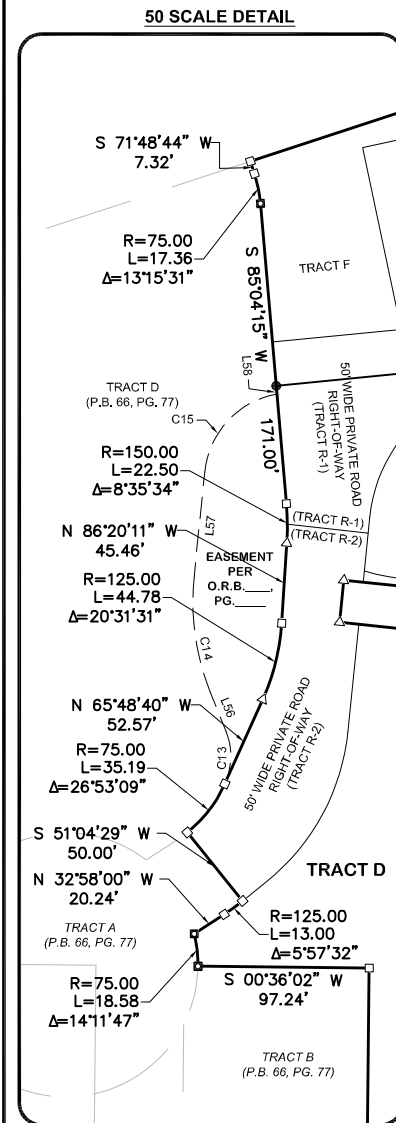 50 SCALE DETAIL
S 71°48'44" W
7.32'
R=75.00
L=17.36
Δ=13°15'31"
S 85°04'15" W
171.00'
TRACT F
L58
TRACT D
(P.B. 66, PG. 77)
C15
50' WIDE PRIVATE ROAD
RIGHT-OF-WAY
(TRACT R-1)
R=150.00
L=22.50
Δ=8°35'34"
(TRACT R-1)
(TRACT R-2)
L57
N 86°20'11" W
45.46'
EASEMENT
PER
O.R.B.____,
PG.____
R=125.00
L=44.78
Δ=20°31'31"
C14
L56
N 65°48'40" W
52.57'
C13
50' WIDE PRIVATE ROAD
RIGHT-OF-WAY
(TRACT R-2)
R=75.00
L=35.19
Δ=26°53'09"
S 51°04'29" W
50.00'
TRACT D
N 32°58'00" W
20.24'
TRACT A
(P.B. 66, PG. 77)
R=125.00
L=13.00
Δ=5°57'32"
R=75.00
L=18.58
Δ=14°11'47"
S 00°36'02" W
97.24'
TRACT B
(P.B. 66, PG. 77)